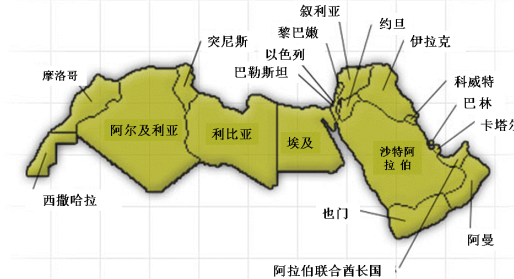 叙利亚
黎巴嫩
约旦
突尼斯
以色列
伊拉克
摩洛哥
巴勒斯坦
科威特
巴林
阿尔及利亚
利比亚
埃及
卡塔尔
沙特阿
拉伯
西撒哈拉
也门
阿曼
阿拉伯联合酋长国